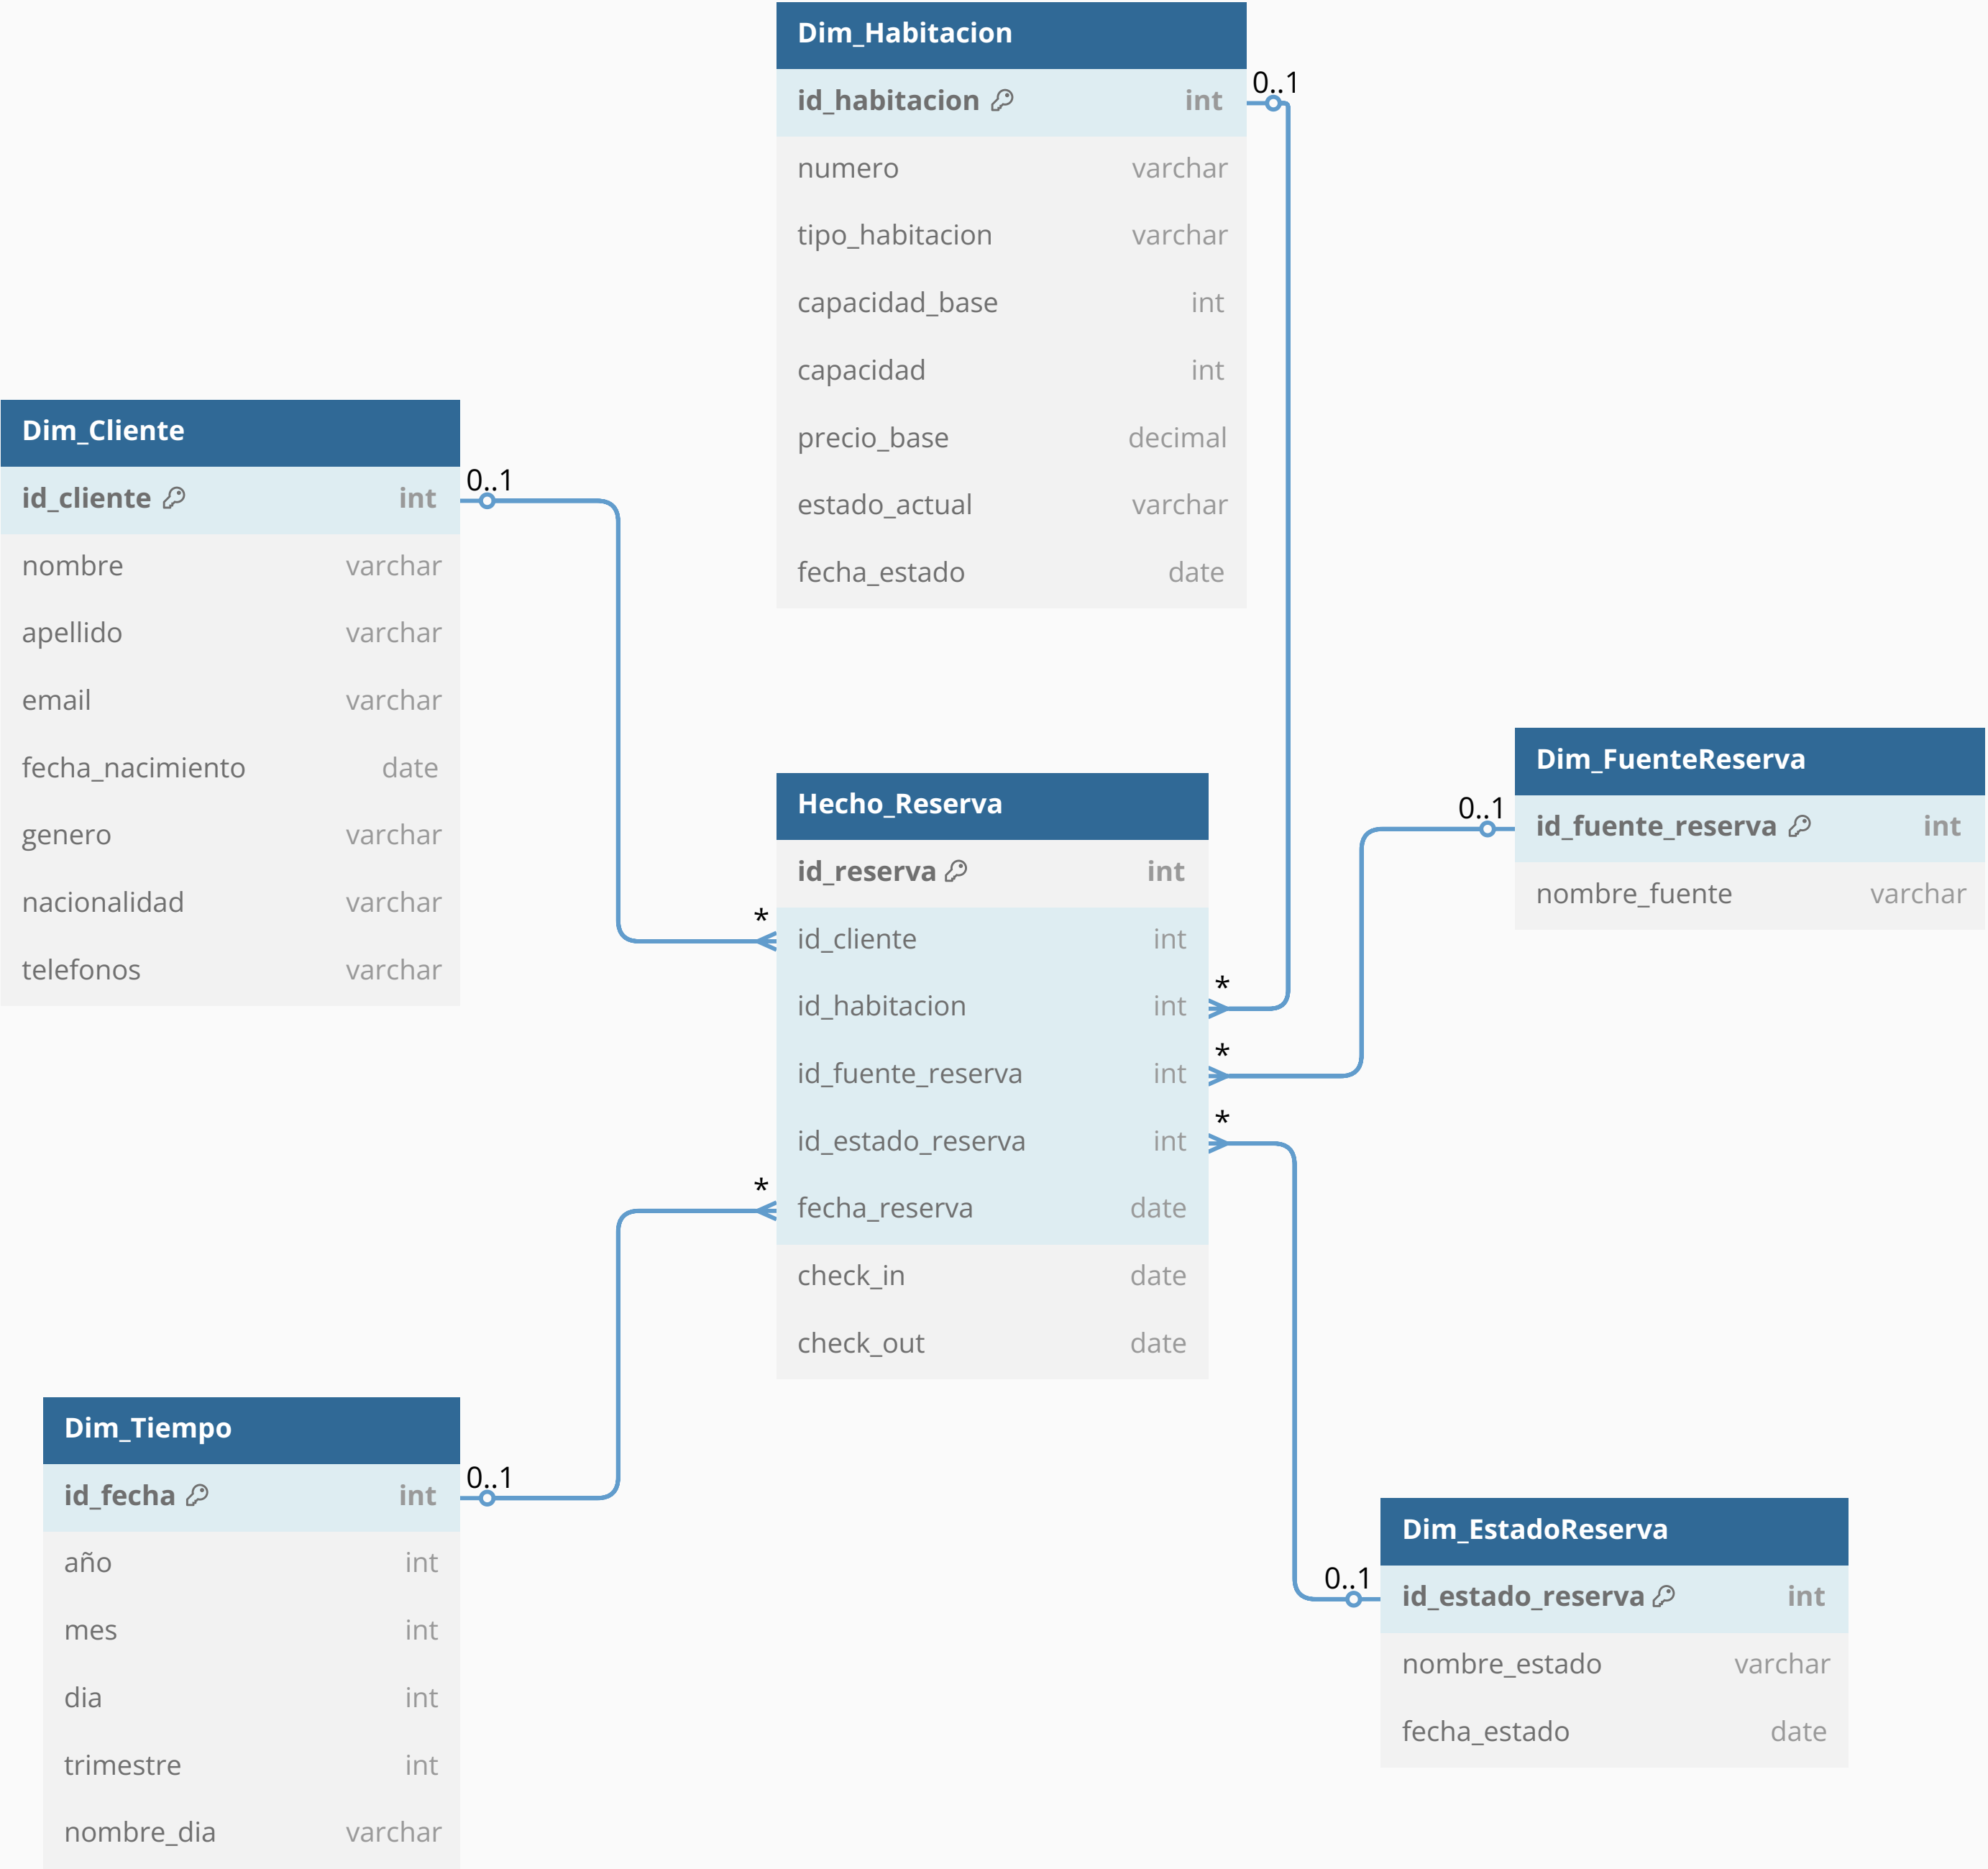 Dim_Habitacion
id_habitacion int
numero varchar
tipo_habitacion varchar
capacidad_base int
capacidad int
precio_base decimal
estado_actual varchar
fecha_estado date
0..1
Dim_Cliente
id_cliente int
nombre varchar
apellido varchar
email varchar
fecha_nacimiento date
genero varchar
nacionalidad varchar
telefonos varchar
0..1
Dim_FuenteReserva
id_fuente_reserva int
nombre_fuente varchar
0..1
Hecho_Reserva
id_reserva int
* id_cliente int
id_habitacion int *
id_fuente_reserva int *
id_estado_reserva int *
* fecha_reserva date
check_in date
check_out date
Dim_Tiempo
id_fecha int
año int
mes int
dia int
trimestre int
nombre_dia varchar
0..1
Dim_EstadoReserva
id_estado_reserva int
nombre_estado varchar
fecha_estado date
0..1